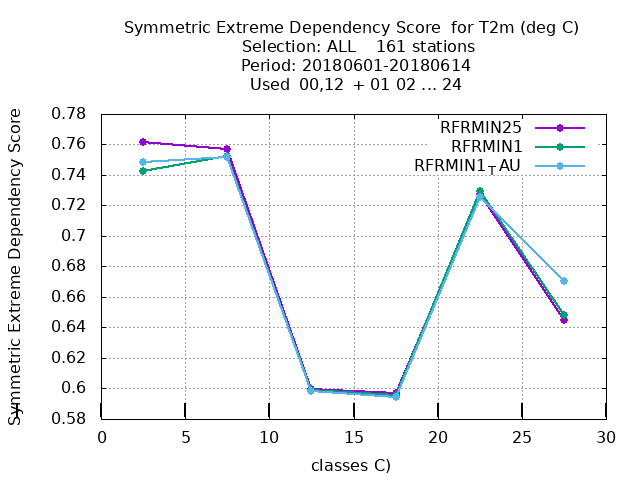 Symmetric Extreme Dependency Score for T2m (deg C)
Selection: ALL 161 stations
Period: 20180601-20180614
Used 00,12 + 01 02 ... 24
Symmetric Extreme Dependency Score
0.78
0.76
0.74
0.72
0.7
0.68
0.66
0.64
0.62
0.6
0.58
RFRMIN25
RFRMIN1
RFRMIN1TAU
0 5 10 15 20 25 30
classes C)